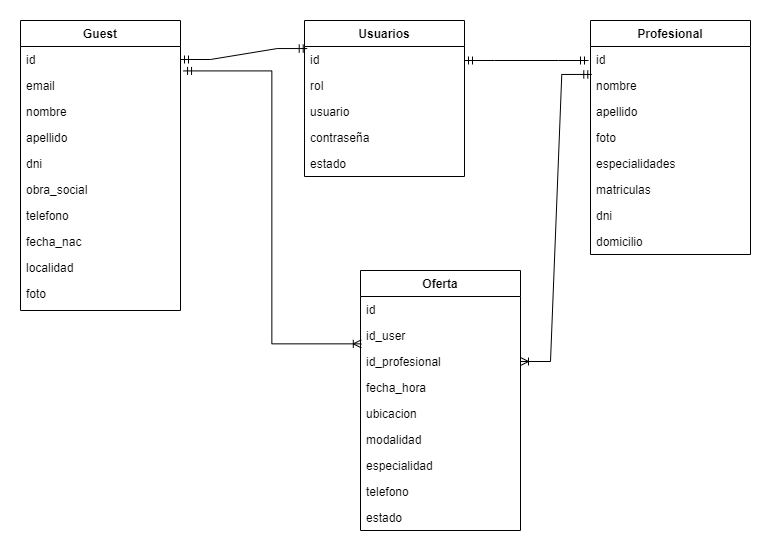 Guest
id
email
nombre
apellido
dni
obra_social
telefono
fecha_nac
localidad
foto
Usuarios
id
rol
usuario
contraseña
estado
Profesional
id
nombre
apellido
foto
especialidades
matriculas
dni
domicilio
Oferta
id
id_user
id_profesional
fecha_hora
ubicacion
modalidad
especialidad
telefono
estado